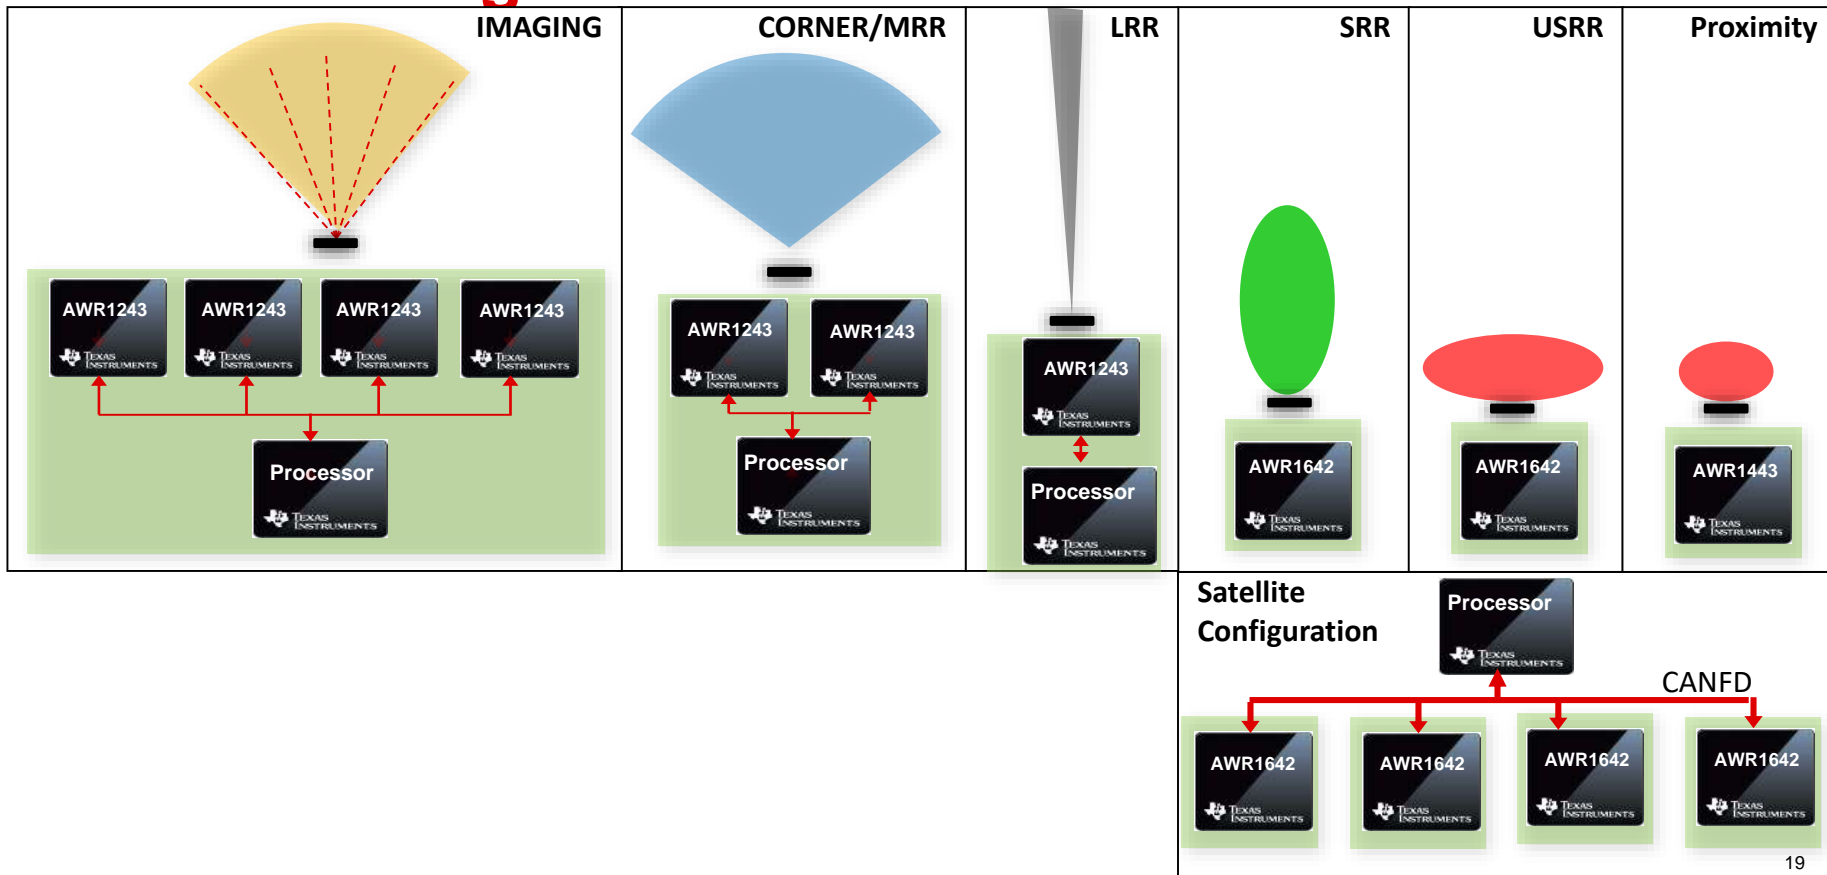 IMAGING
AWR1243
TEXAS
INSTRUMENTS
AWR1243
TEXAS
INSTRUMENTS
AWR1243
TEXAS
INSTRUMENTS
AWR1243
TEXAS
INSTRUMENTS
Processor
TEXAS
INSTRUMENTS
CORNER/MRR
AWR1243
TEXAS
INSTRUMENTS
AWR1243
TEXAS
INSTRUMENTS
Processor
TEXAS
INSTRUMENTS
LRR
AWR1243
TEXAS
INSTRUMENTS
Processor
TEXAS
INSTRUMENTS
SRR
AWR1642
TEXAS
INSTRUMENTS
USRR
AWR1642
TEXAS
INSTRUMENTS
Proximity
AWR1443
TEXAS
INSTRUMENTS
Satellite
Configuration
Processor
TEXAS
INSTRUMENTS
CANFD
AWR1642
TEXAS
INSTRUMENTS
AWR1642
TEXAS
INSTRUMENTS
AWR1642
TEXAS
INSTRUMENTS
AWR1642
TEXAS
INSTRUMENTS
19